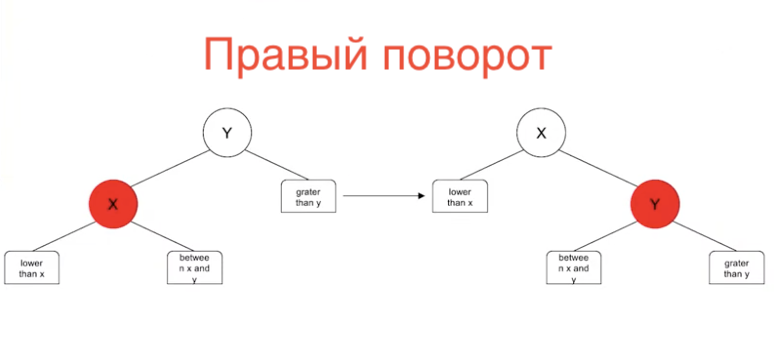 Правый поворот
Y
X
grater
than y
lower
than x
betwee
n x and
y
X
lower
than x
Y
betwee
n x and
y
grater
than y